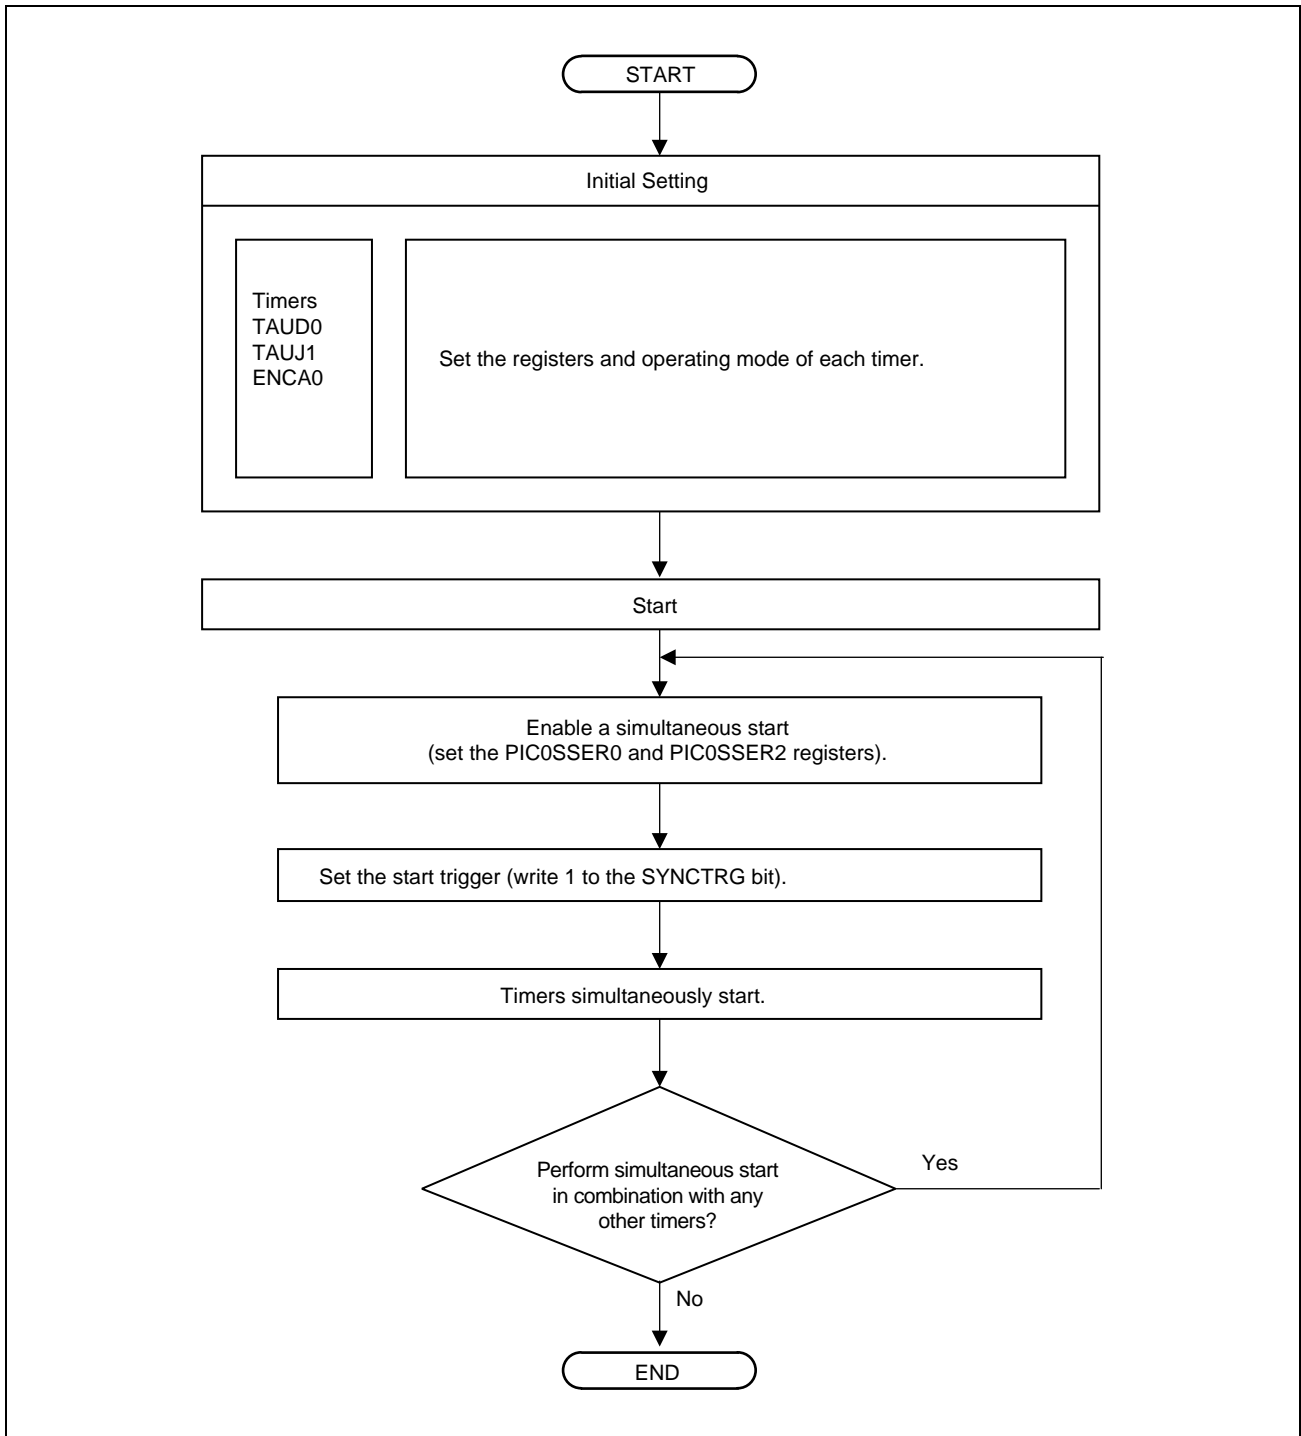 START
Initial Setting
Timers
TAUD0
TAUJ1
ENCA0
Set the registers and operating mode of each timer.
Start
Enable a simultaneous start
(set the PIC0SSER0 and PIC0SSER2 registers).
Set the start trigger (write 1 to the SYNCTRG bit).
Timers simultaneously start.
Perform simultaneous start
in combination with any
other timers?
Yes
No
END